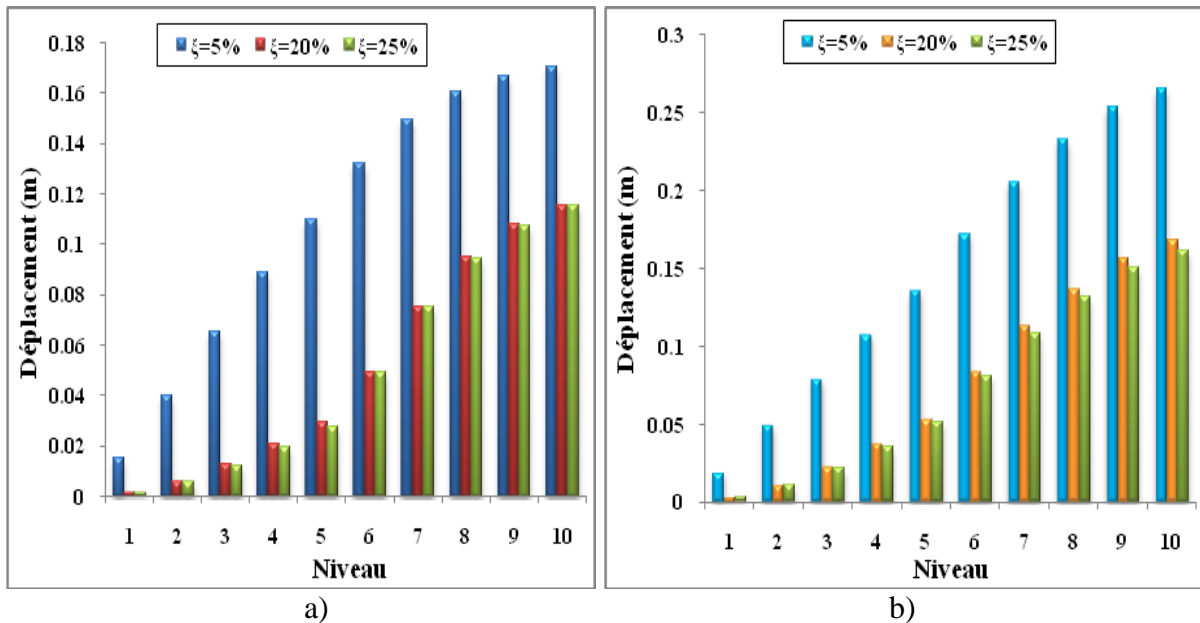 ξ=5% ξ=20% ξ=25%
0.18
0.16
0.14
0.12
0.1
0.08
0.06
0.04
0.02
0
Déplacement (m)
1 2 3 4 5 6 7 8 9 10
Niveau
a)
ξ=5% ξ=20% ξ=25%
0.3
0.25
0.2
0.15
0.1
0.05
0
Déplacement (m)
1 2 3 4 5 6 7 8 9 10
Niveau
b)